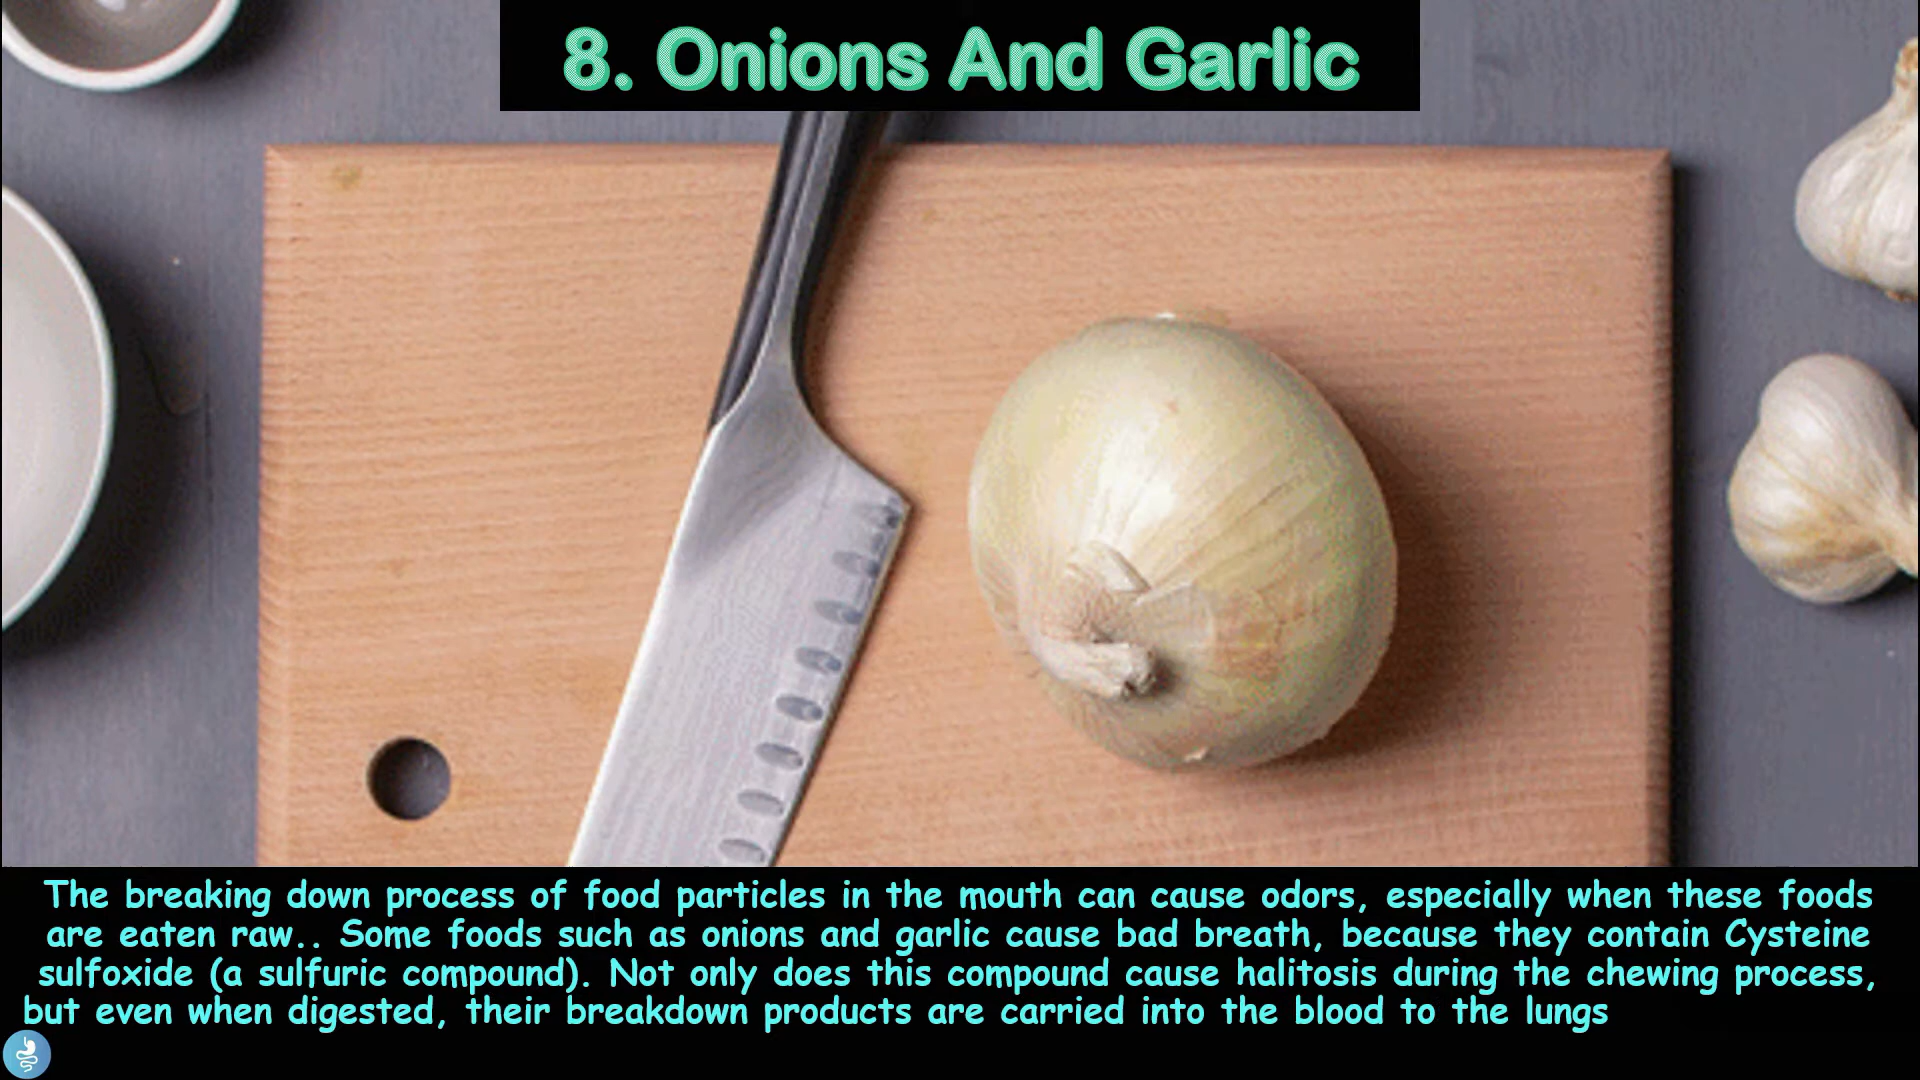 8. Onions And Garlic
The breaking down process of food particles in the mouth can cause odors, especially when these foods
are eaten raw.. Some foods such as onions and garlic cause bad breath, because they contain Cysteine
sulfoxide (a sulfuric compound). Not only does this compound cause halitosis during the chewing process,
but even when digested, their breakdown products are carried into the blood to the lungs